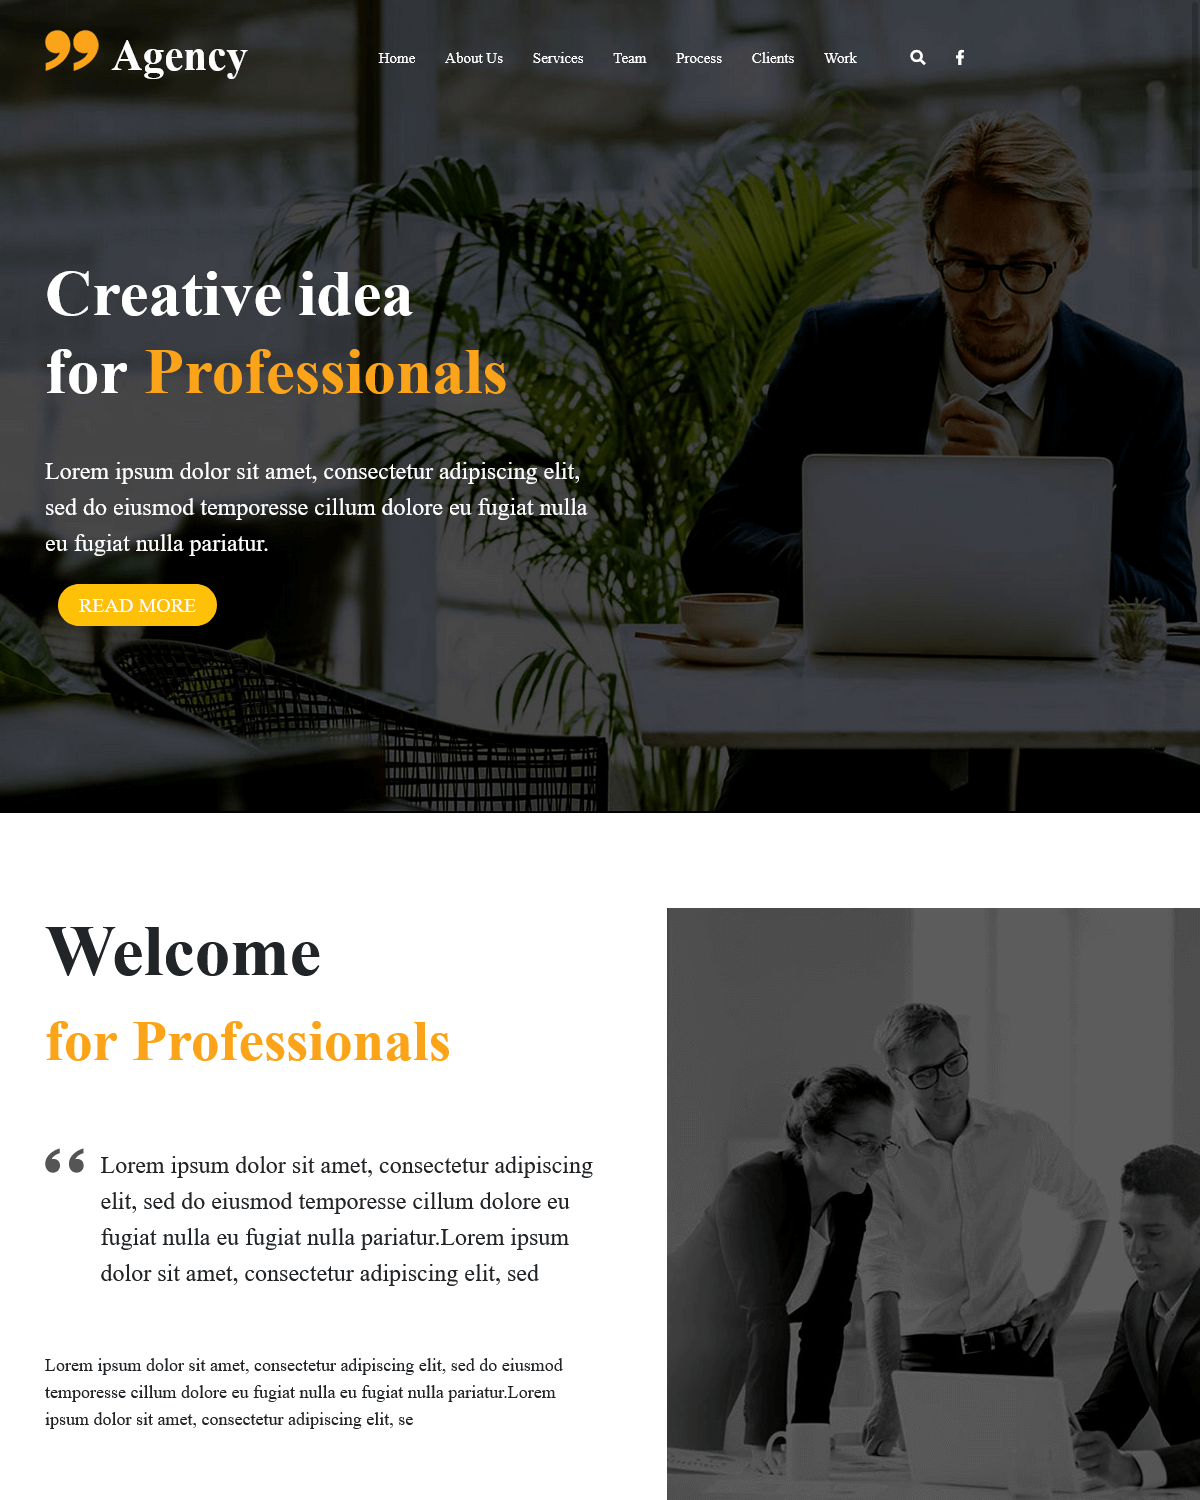 Agency
Home About Us Services Team Process Clients Work
Creative idea
for Professionals
Lorem ipsum dolor sit amet, consectetur adipiscing elit,
sed do eiusmod temporesse cillum dolore eu fugiat nulla
eu fugiat nulla pariatur.
READ MORE
Welcome
for Professionals
Lorem ipsum dolor sit amet, consectetur adipiscing
elit, sed do eiusmod temporesse cillum dolore eu
fugiat nulla eu fugiat nulla pariatur.Lorem ipsum
dolor sit amet, consectetur adipiscing elit, sed
Lorem ipsum dolor sit amet, consectetur adipiscing elit, sed do eiusmod
temporesse cillum dolore eu fugiat nulla eu fugiat nulla pariatur.Lorem
ipsum dolor sit amet, consectetur adipiscing elit, se